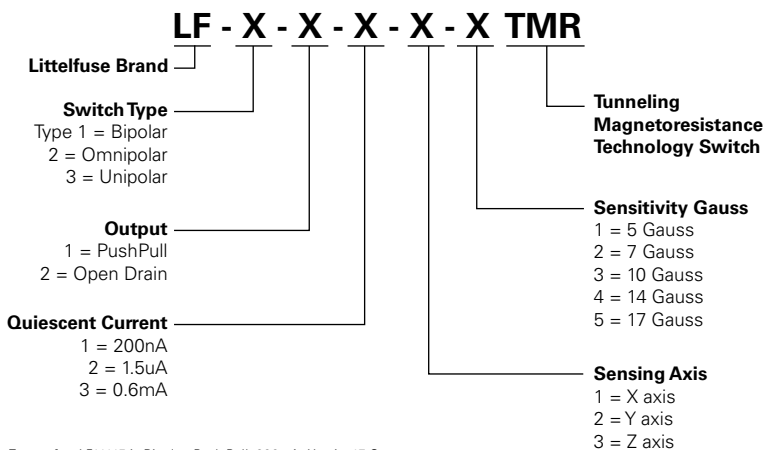 LF - X - X - X - X - X TMR
Littelfuse Brand
Switch Type
Type 1 = Bipolar
2 = Omnipolar
3 = Unipolar
Output
1 = PushPull
2 = Open Drain
Quiescent Current
1 = 200nA
2 = 1.5uA
3 = 0.6mA
Tunneling
Magnetoresistance
Technology Switch
Sensitivity Gauss
1 = 5 Gauss
2 = 7 Gauss
3 = 10 Gauss
4 = 14 Gauss
5 = 17 Gauss
Sensing Axis
1 = X axis
2 = Y axis
3 = Z axis